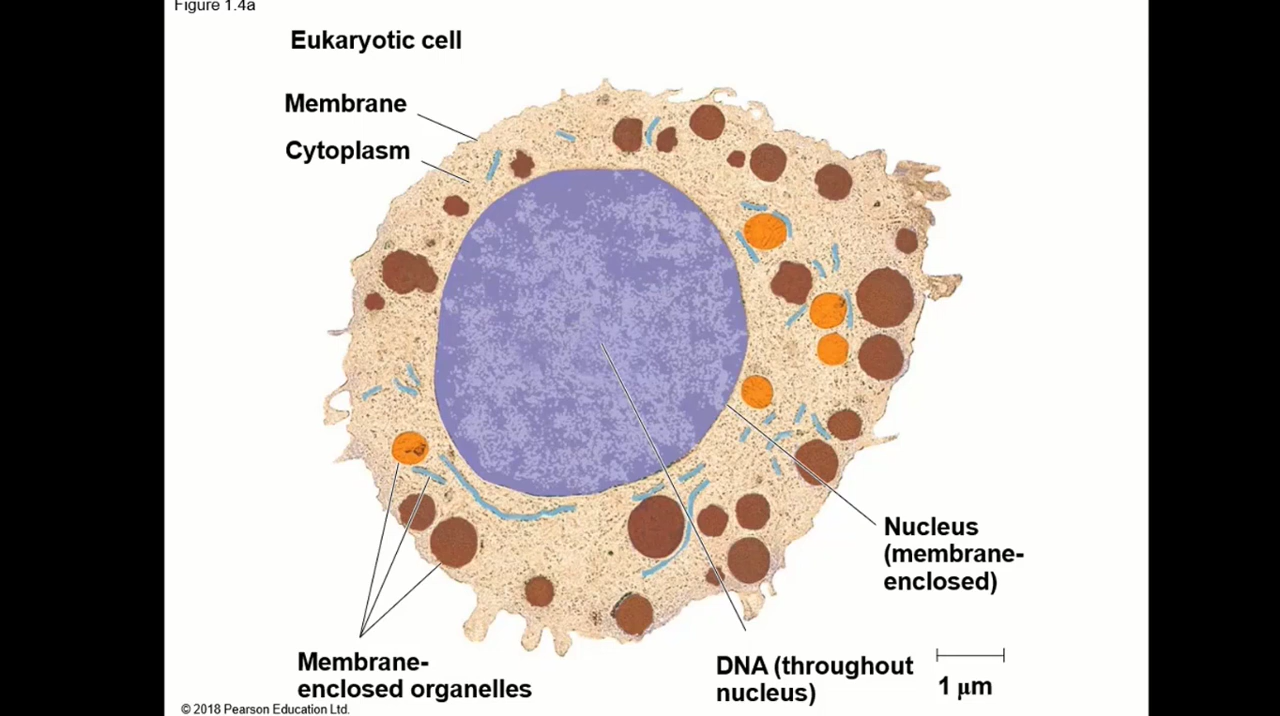 Figure 1.4a
Eukaryotic cell
Membrane
Cytoplasm
Nucleus
(membrane-
enclosed)
Membrane-
enclosed organelles
DNA (throughout
nucleus)
1 μm
© 2018 Pearson Education Ltd.